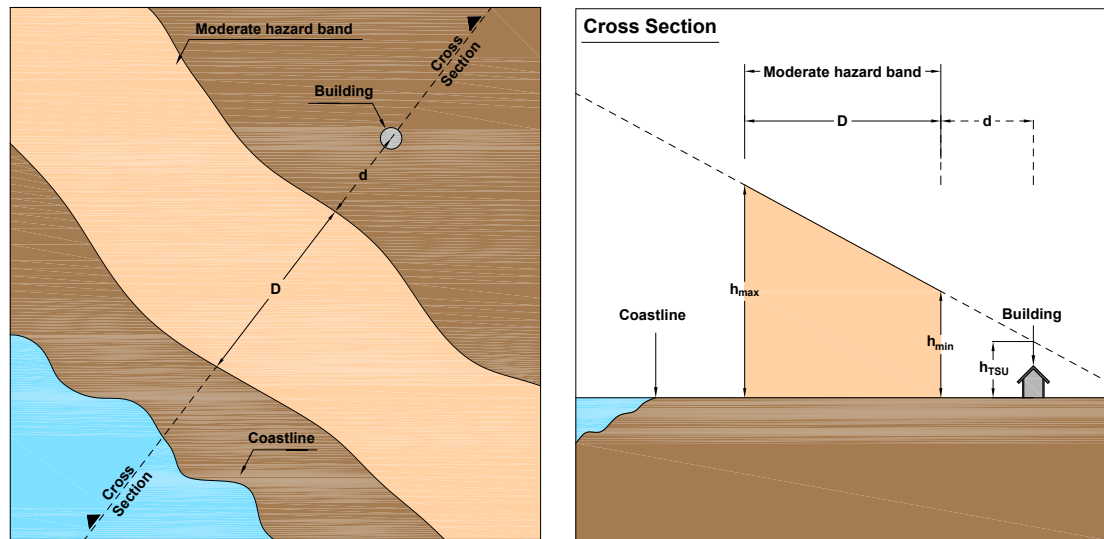 Moderate hazard band
Cross
Section
Building
d
D
Coastline
Cross
Section
Cross Section
Moderate hazard band
D
d
hmax
Coastline
Building
hmin
hTSU